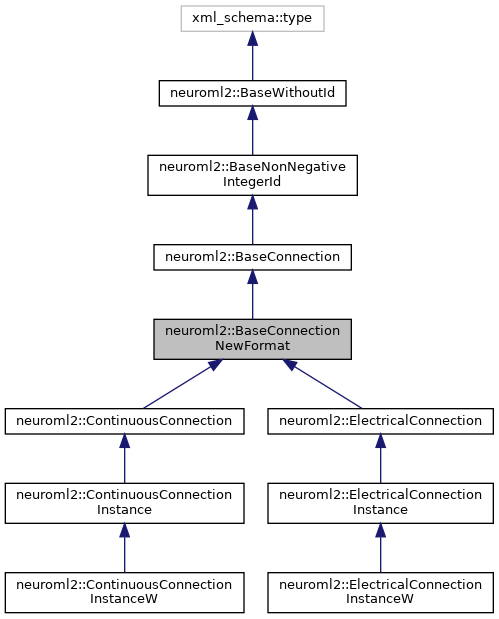 xml_schema::type
neuroml2::BaseWithoutId
neuroml2::BaseNonNegative
IntegerId
neuroml2::BaseConnection
neuroml2::BaseConnection
NewFormat
neuroml2::ContinuousConnection
neuroml2::ElectricalConnection
neuroml2::ContinuousConnection
Instance
neuroml2::ElectricalConnection
Instance
neuroml2::ContinuousConnection
InstanceW
neuroml2::ElectricalConnection
InstanceW